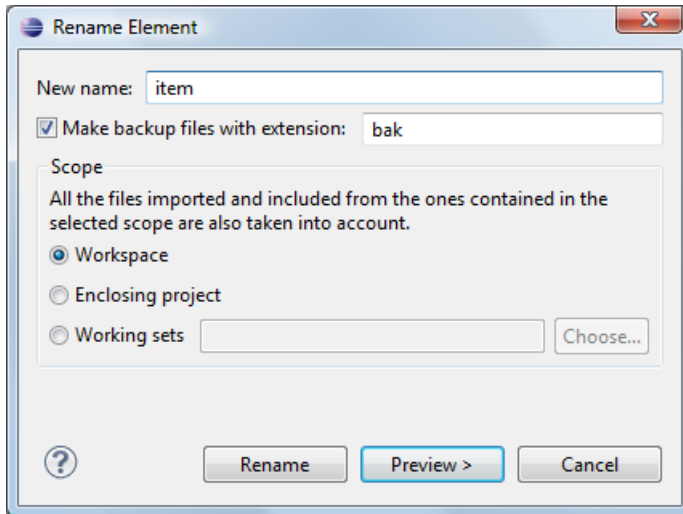 Rename Element
New name: item
Make backup files with extension: bak
Scope
All the files imported and included from the ones contained in the
selected scope are also taken into account.
Workspace
Enclosing project
Working sets Choose...
? Rename Preview > Cancel